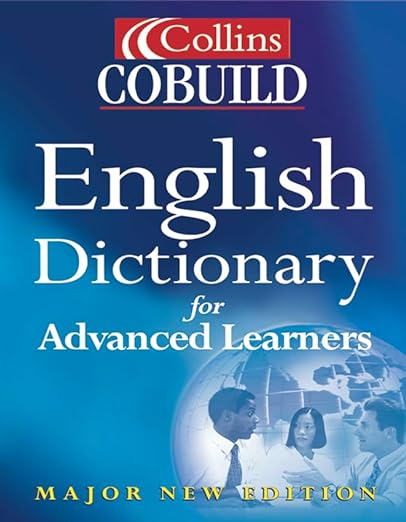 Collins
COBUILD
English
Dictionary
for
Advanced Learners
MAJOR NEW EDITION